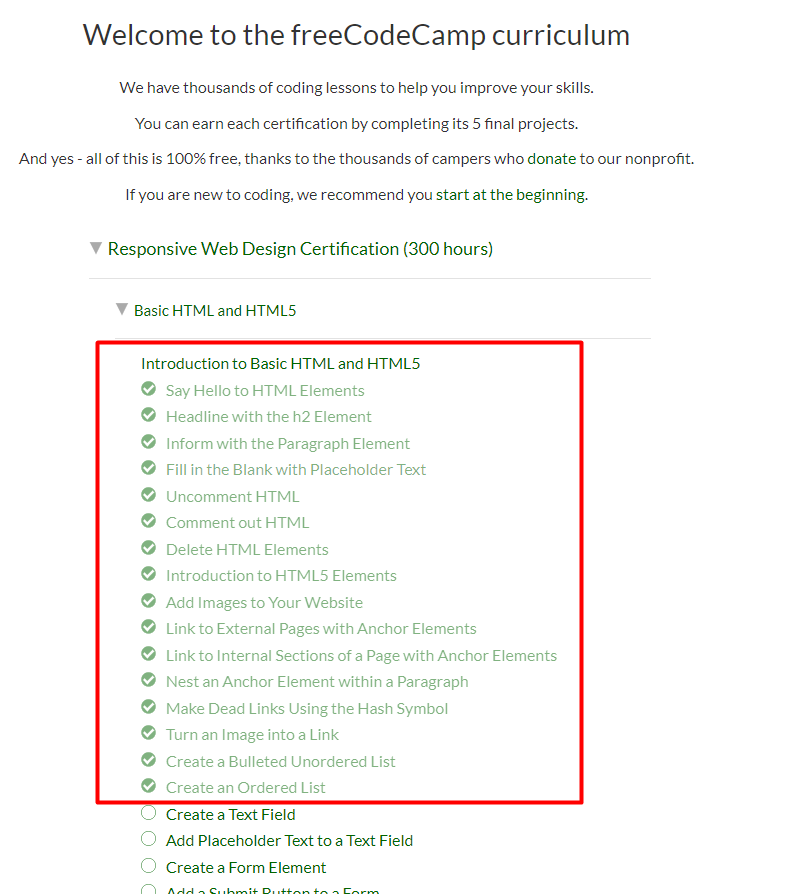 Welcome to the freeCodeCamp curriculum
We have thousands of coding lessons to help you improve your skills.
You can earn each certification by completing its 5 final projects.
And yes - all of this is 100% free, thanks to the thousands of campers who donate to our nonprofit.
If you are new to coding, we recommend you start at the beginning.
Responsive Web Design Certification (300 hours)
Basic HTML and HTML5
Introduction to Basic HTML and HTML5
Say Hello to HTML Elements
Headline with the h2 Element
Inform with the Paragraph Element
Fill in the Blank with Placeholder Text
Uncomment HTML
Comment out HTML
Delete HTML Elements
Introduction to HTML5 Elements
Add Images to Your Website
Link to External Pages with Anchor Elements
Link to Internal Sections of a Page with Anchor Elements
Nest an Anchor Element within a Paragraph
Make Dead Links Using the Hash Symbol
Turn an Image into a Link
Create a Bulleted Unordered List
Create an Ordered List
Create a Text Field
Add Placeholder Text to a Text Field
Create a Form Element
Add a Submit Button to a Form